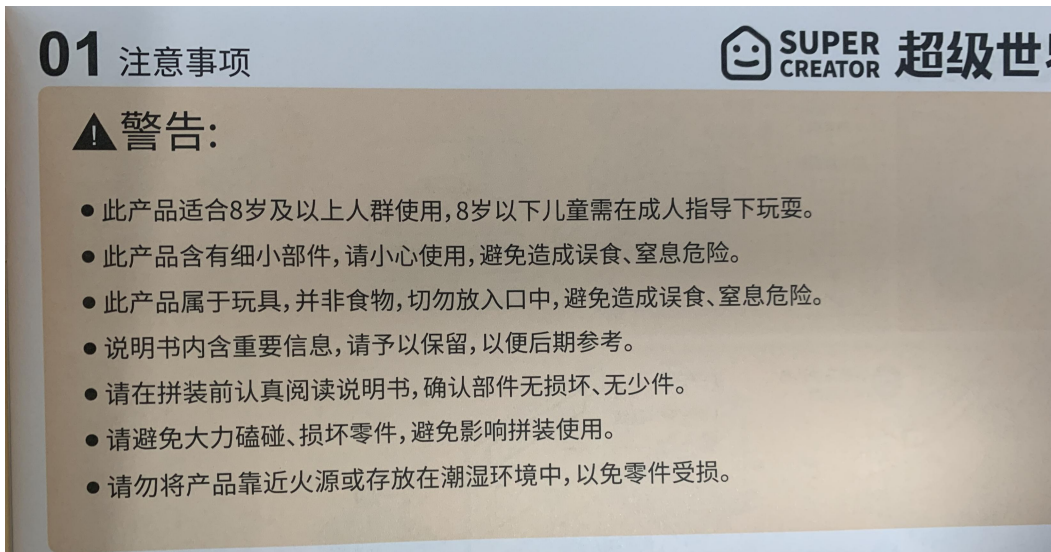 01 注意事项
SUPER
CREATOR
超级世
警告:
●此产品适合8岁及以上人群使用,8岁以下儿童需在成人指导下玩耍。
●此产品含有细小部件,请小心使用,避免造成误食、窒息危险。
●此产品属于玩具,并非食物,切勿放入口中,避免造成误食、窒息危险。
●说明书内含重要信息,请予以保留,以便后期参考。
●请在拼装前认真阅读说明书,确认部件无损坏、无少件。
●请避免大力磕碰、损坏零件,避免影响拼装使用。
●请勿将产品靠近火源或存放在潮湿环境中,以免零件受损。